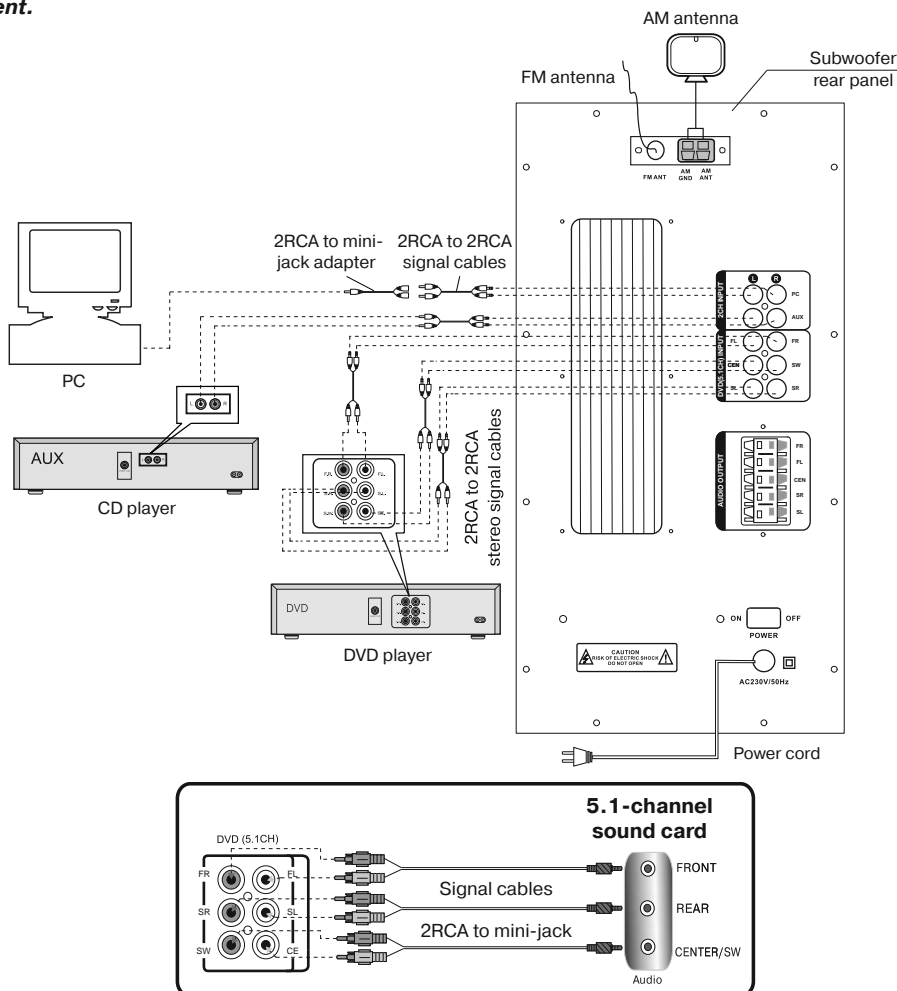 ent.
AM antenna
Subwoofer
rear panel
FM antenna
FM ANT
AM
GND
AM
ANT
2RCA to mini-
jack adapter
2RCA to 2RCA
signal cables
L R
2CH INPUT
PC
AUX
DVD(5.1CH) INPUT
FL
FR
CEN
SW
SL
SR
PC
L R
AUX
CD player
2RCA to 2RCA
stereo signal cables
AUDIO OUTPUT
FR
FL
CEN
SR
SL
DVD
DVD player
ON
OFF
POWER
CAUTION
RISK OF ELECTRIC SHOCK
DO NOT OPEN
AC230V/50Hz
Power cord
5.1-channel
sound card
DVD (5.1CH)
FR
FL
FRONT
Signal cables
SR
SL
REAR
2RCA to mini-jack
SW
CE
CENTER/SW
Audio